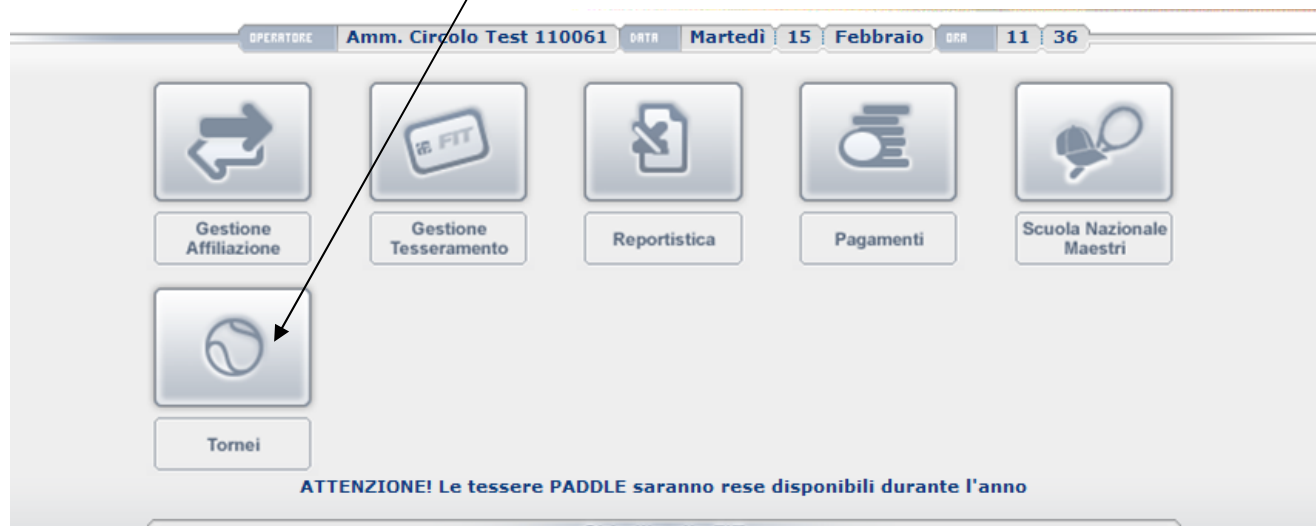 OPERATORE Amm. Circolo Test 110061 DATA Martedì 15 Febbraio ORA 11 36
FIT
Gestione
Affiliazione
Gestione
Tesseramento
Reportistica
Pagamenti
Scuola Nazionale
Maestri
Tornei
ATTENZIONE! Le tessere PADDLE saranno rese disponibili durante l'anno